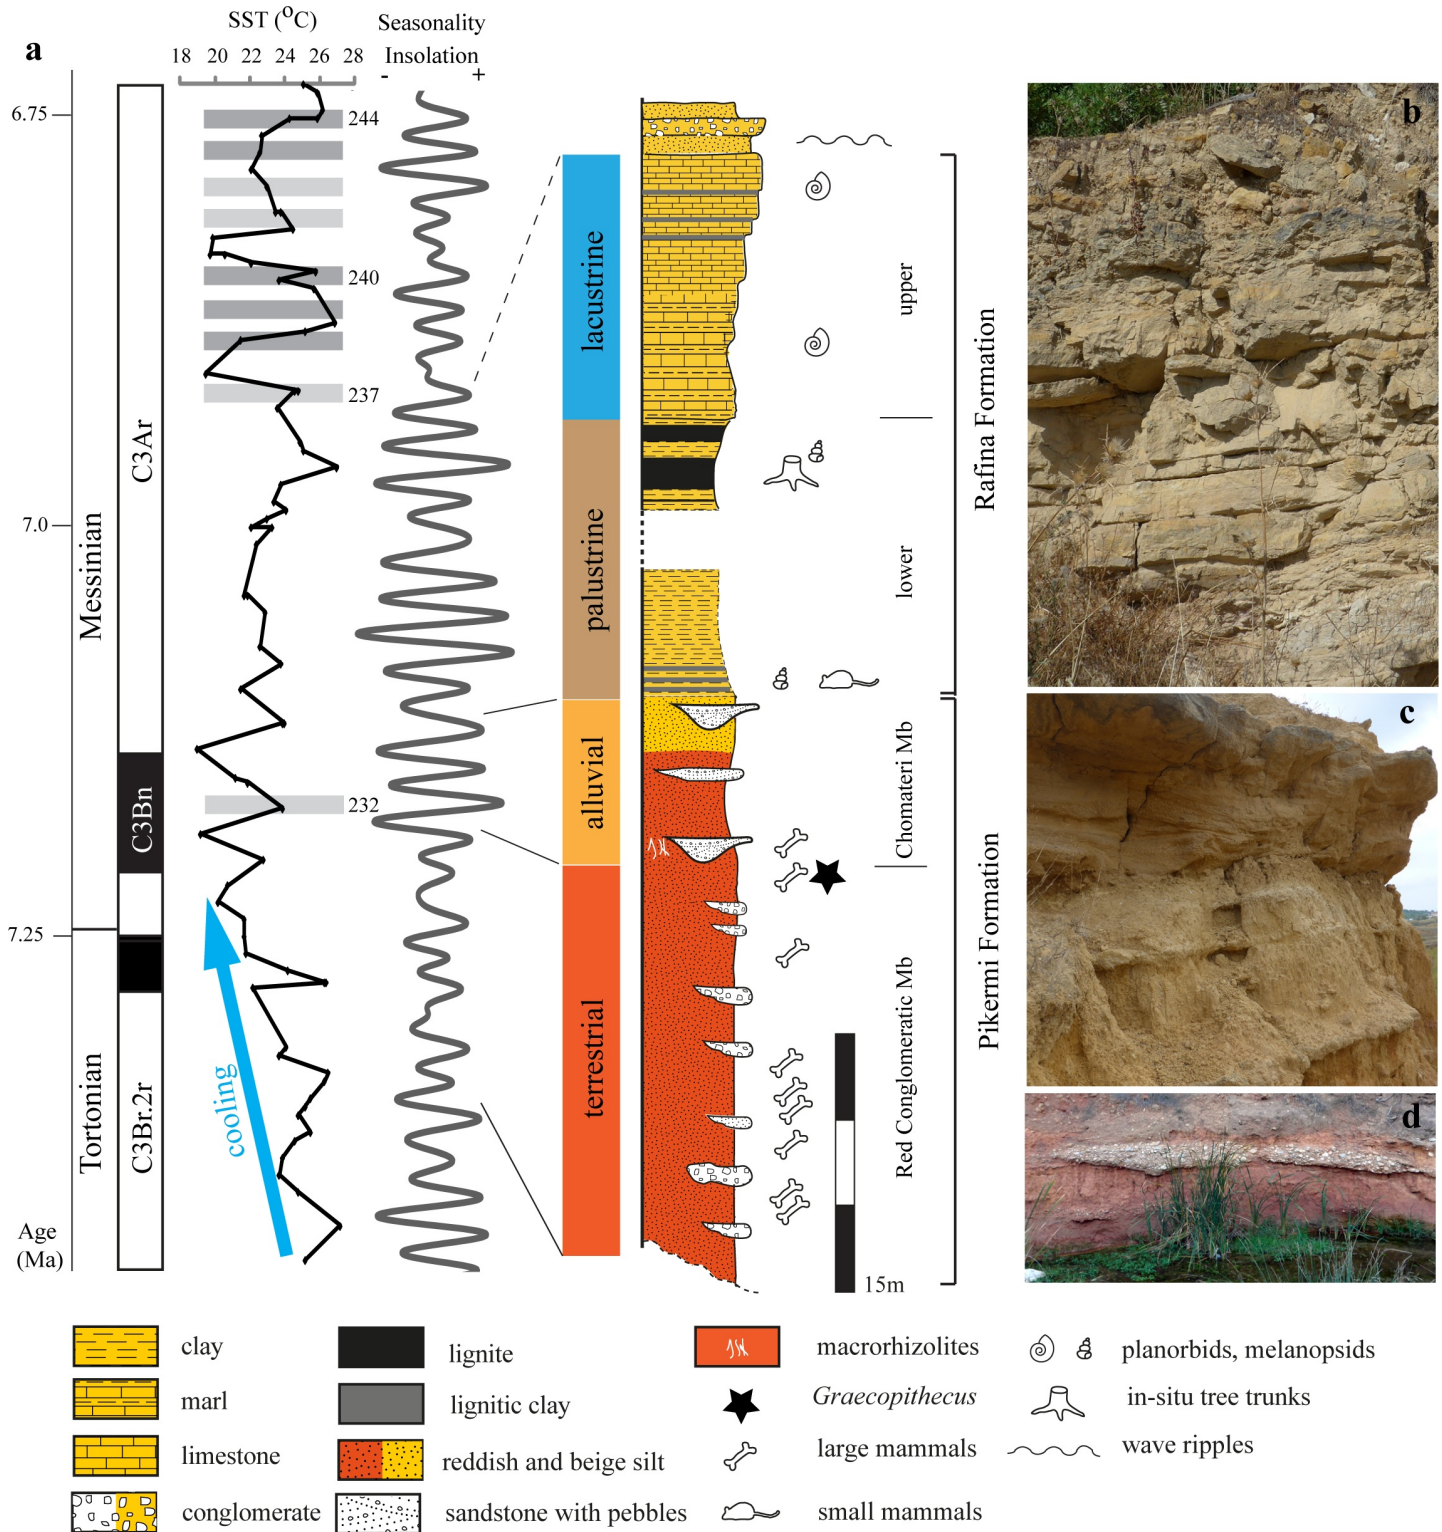 a
SST (°C)
18 20 22 24 26 28
Seasonality
Insolation
- +
6.75
7.0
7.25
Age
(Ma)
Messinian
Tortonian
C3Ar
C3Bn
C3Br.2r
244
240
237
232
cooling
lacustrine
palustrine
alluvial
terrestrial
upper
lower
Rafina Formation
Chomateri Mb
Red Conglomeratic Mb
Pikermi Formation
15m
b
c
d
clay
marl
limestone
conglomerate
lignite
lignitic clay
reddish and beige silt
sandstone with pebbles
macrorhizolites
Graecopithecus
large mammals
small mammals
planorbids, melanopsids
in-situ tree trunks
wave ripples